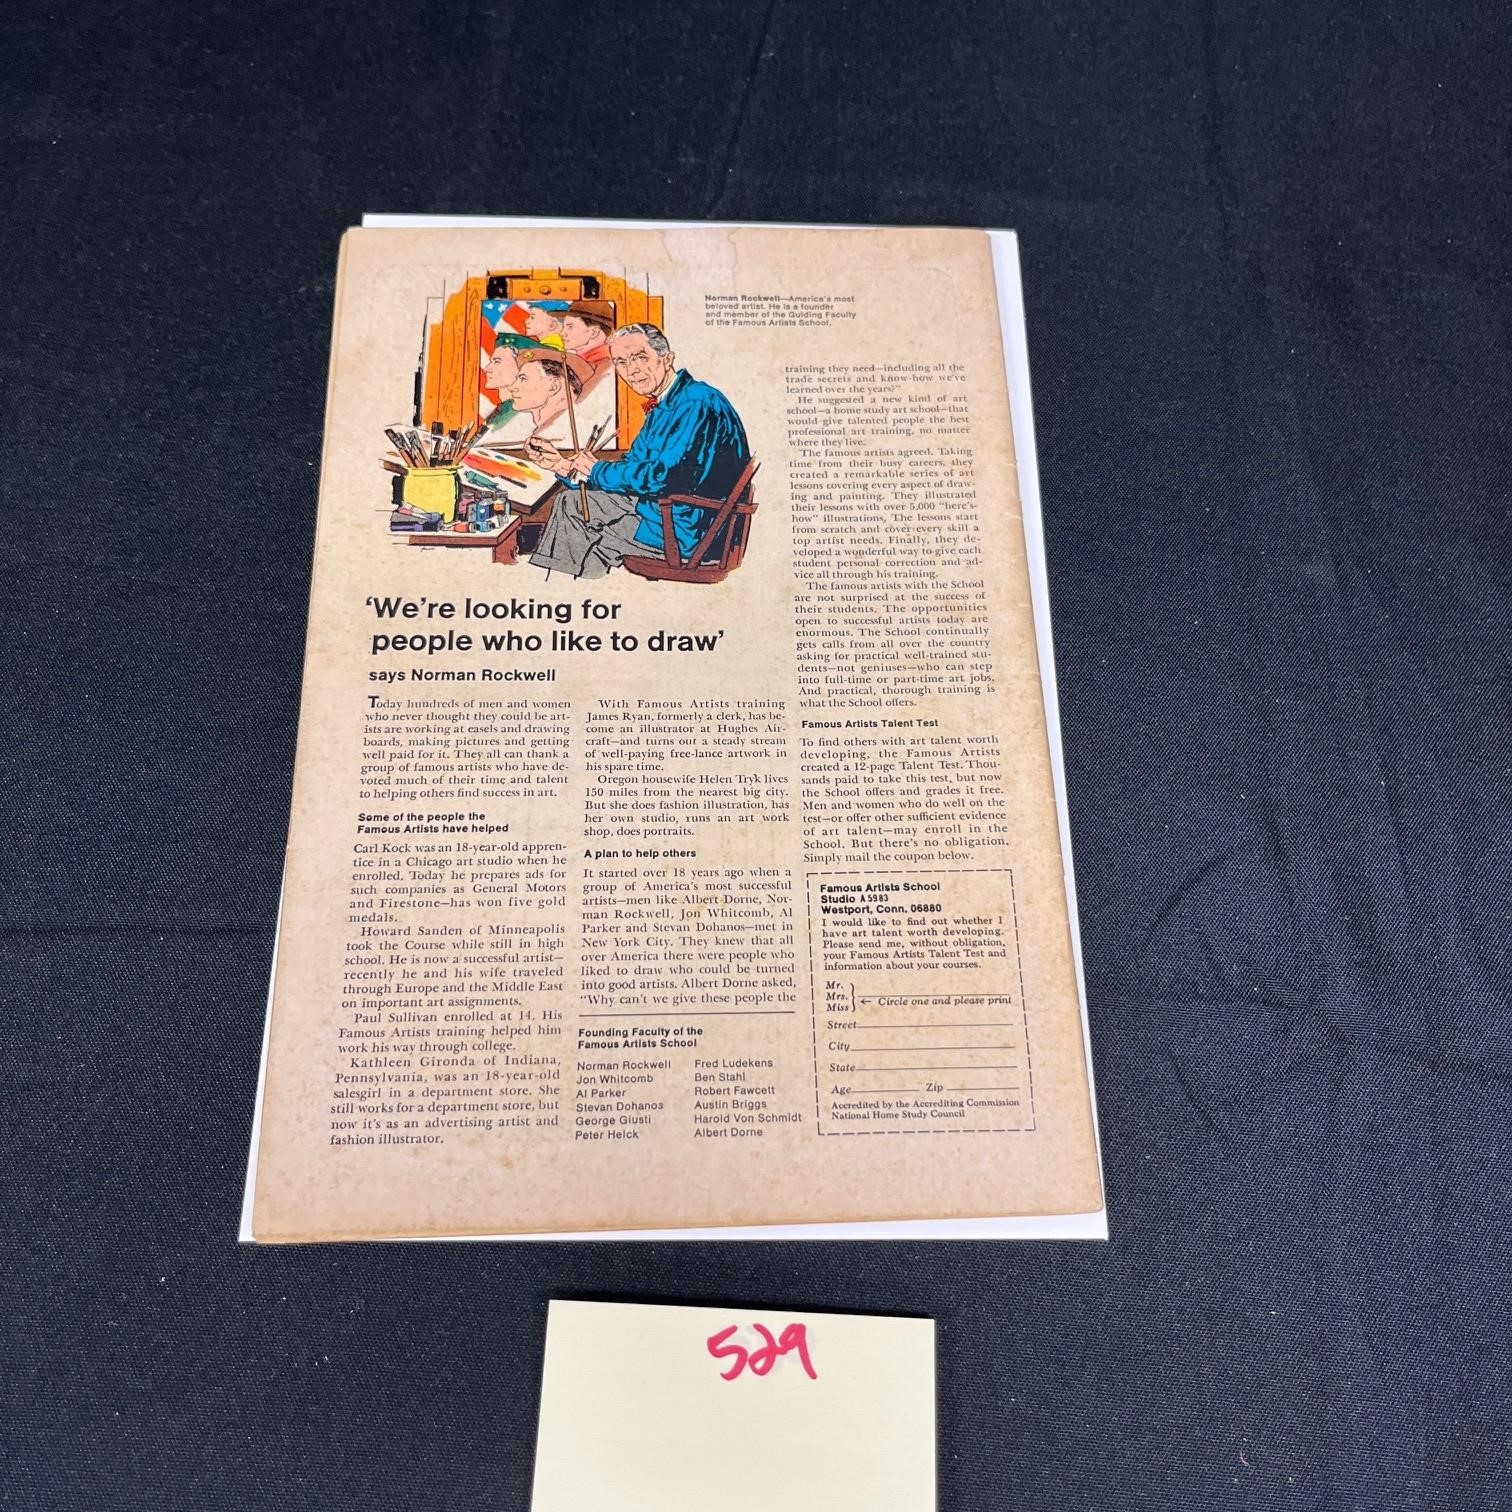 Norman Rockwell—America's most
beloved artist. He is a founder
and member of the Guiding Faculty
of the Famous Artists School.
'We're looking for
people who like to draw'
says Norman Rockwell
Today hundreds of men and women
who never thought they could be art-
ists are working at easels and drawing
boards, making pictures and getting
well paid for it. They all can thank a
group of famous artists who have de-
voted much of their time and talent
to helping others find success in art.
Some of the people the
Famous Artists have helped
Carl Kock was an 18-year-old appren-
tice in a Chicago art studio when he
enrolled. Today he prepares ads for
such companies as General Motors
and Firestone—has won five gold
medals.
Howard Sanden of Minneapolis
took the Course while still in high
school. He is now a successful artist—
recently he and his wife traveled
through Europe and the Middle East
on important art assignments.
Paul Sullivan enrolled at 14. His
Famous Artists training helped him
work his way through college.
Kathleen Gironda of Indiana,
Pennsylvania, was an 18-year-old
salesgirl in a department store. She
still works for a department store, but
now it's as an advertising artist and
fashion illustrator.
With Famous Artists training
James Ryan, formerly a clerk, has be-
come an illustrator at Hughes Air-
craft—and turns out a steady stream
of well-paying free-lance artwork in
his spare time.
Oregon housewife Helen Tryk lives
150 miles from the nearest big city.
But she does fashion illustration, has
her own studio, runs an art work
shop, does portraits.
A plan to help others
It started over 18 years ago when a
group of America's most successful
artists—men like Albert Dorne, Nor-
man Rockwell, Jon Whitcomb, Al
Parker and Stevan Dohanos—met in
New York City. They knew that all
over America there were people who
liked to draw who could be turned
into good artists. Albert Dorne asked,
"Why can't we give these people the
training they need—including all the
trade secrets and know-how we've
learned over the years?"
He suggested a new kind of art
school—a home study art school—that
would give talented people the best
professional art training, no matter
where they live.
The famous artists agreed. Taking
time from their busy careers, they
created a remarkable series of art
lessons covering every aspect of draw-
ing and painting. They illustrated
their lessons with over 5,000 "here's-
how" illustrations. The lessons start
from scratch and cover every skill a
top artist needs. Finally, they de-
veloped a wonderful way to give each
student personal correction and ad-
vice all through his training.
The famous artists with the School
are not surprised at the success of
their students. The opportunities
open to successful artists today are
enormous. The School continually
gets calls from all over the country
asking for practical well-trained stu-
dents—not geniuses—who can step
into full-time or part-time art jobs.
And practical, thorough training is
what the School offers.
Famous Artists Talent Test
To find others with art talent worth
developing, the Famous Artists
created a 12-page Talent Test. Thou-
sands paid to take this test, but now
the School offers and grades it free.
Men and women who do well on the
test—or offer other sufficient evidence
of art talent—may enroll in the
School. But there's no obligation.
Simply mail the coupon below.
Founding Faculty of the
Famous Artists School
Norman Rockwell
Jon Whitcomb
Al Parker
Stevan Dohanos
George Giusti
Peter Helck
Fred Ludekens
Ben Stahl
Robert Fawcett
Austin Briggs
Harold Von Schmidt
Albert Dorne
Famous Artists School
Studio A5983
Westport, Conn. 06880
I would like to find out whether I
have art talent worth developing.
Please send me, without obligation,
your Famous Artists Talent Test and
information about your courses.
Mr.
Mrs. ← Circle one and please print
Miss
Street
City
State
Age Zip
Accredited by the Accrediting Commission
National Home Study Council
529